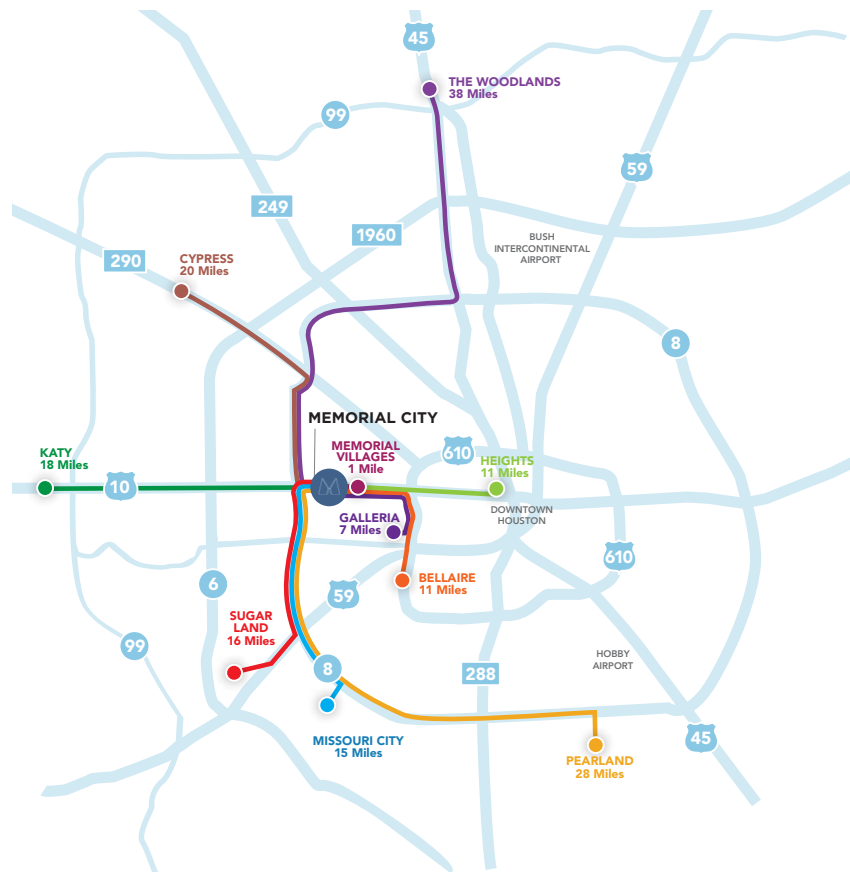 45
THE WOODLANDS
38 Miles
99
59
249
1960
BUSH
INTERCONTINENTAL
AIRPORT
290
CYPRESS
20 Miles
8
MEMORIAL CITY
KATY
18 Miles
10
MEMORIAL
VILLAGES
1 Mile
610
HEIGHTS
11 Miles
GALLERIA
7 Miles
DOWNTOWN
HOUSTON
610
BELLAIRE
11 Miles
6
59
SUGAR
LAND
16 Miles
99
8
HOBBY
AIRPORT
288
MISSOURI CITY
15 Miles
45
PEARLAND
28 Miles